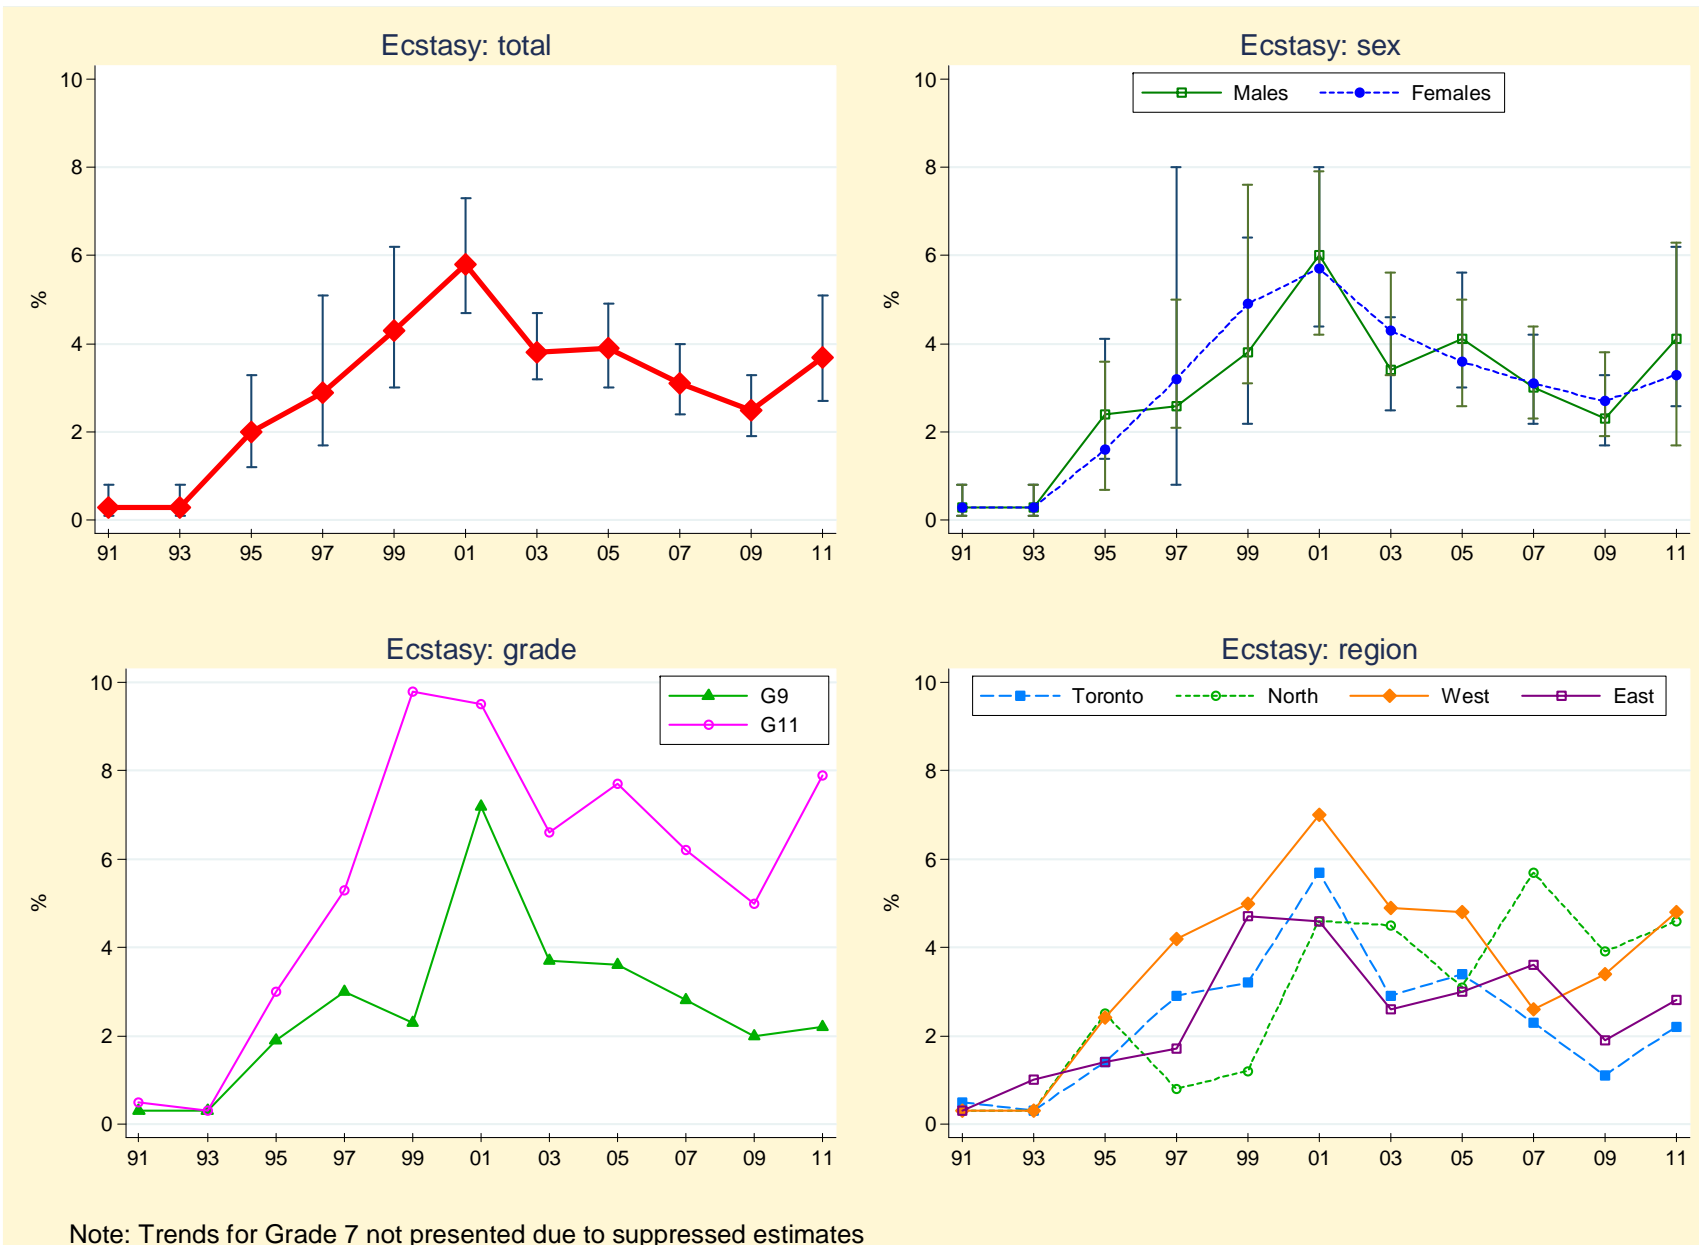 Ecstasy: total
10
8
6
4
2
0
%
91 93 95 97 99 01 03 05 07 09 11
Ecstasy: sex
Males Females
10
8
6
4
2
0
%
91 93 95 97 99 01 03 05 07 09 11
Ecstasy: grade
G9
G11
10
8
6
4
2
0
%
91 93 95 97 99 01 03 05 07 09 11
Ecstasy: region
Toronto North West East
10
8
6
4
2
0
%
91 93 95 97 99 01 03 05 07 09 11
Note: Trends for Grade 7 not presented due to suppressed estimates